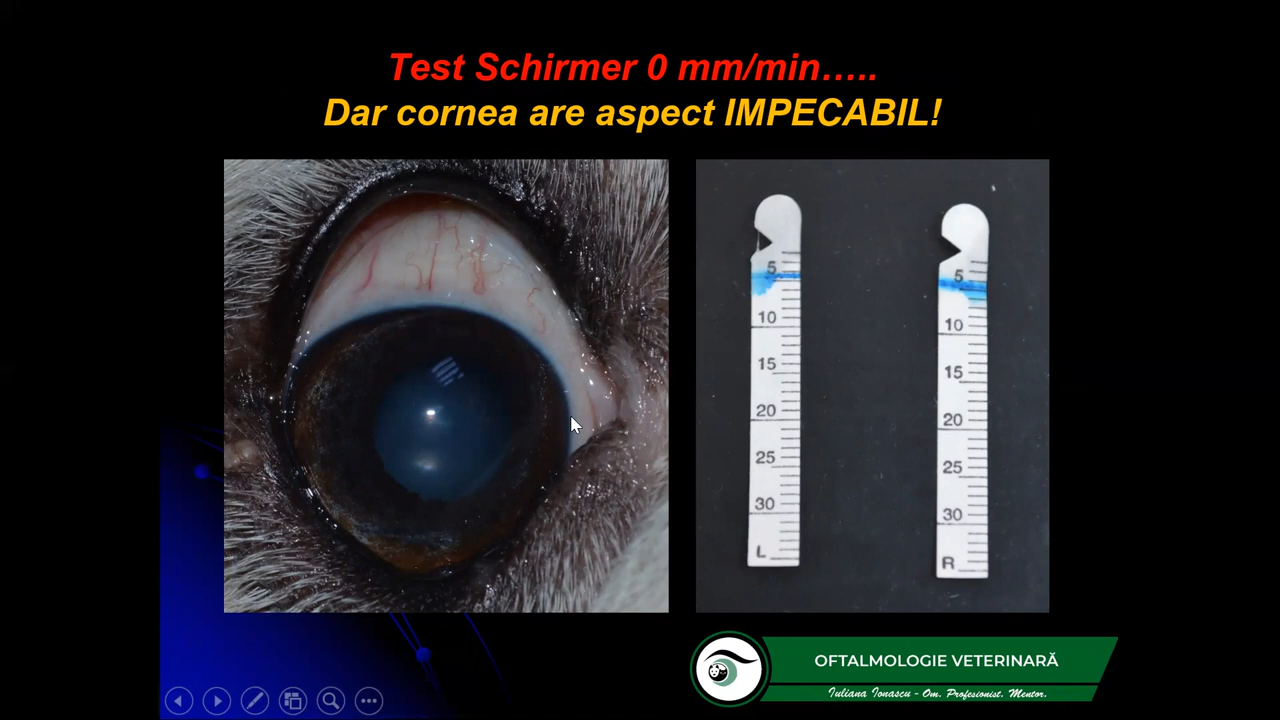 Test Schirmer 0 mm/min…..
Dar cornea are aspect IMPECABIL!
5
10
15
20
25
30
L
5
10
15
20
25
30
R
OFTALMOLOGIE VETERINARĂ
Iuliana Ionascu - Om. Profesionist. Mentor.